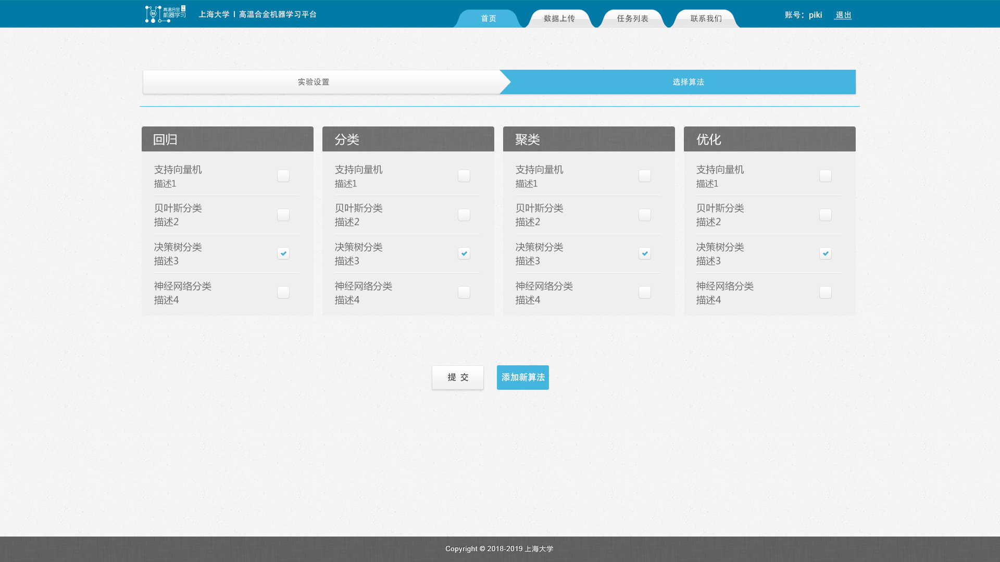 高温合金平台
机器学习
SA
上海大学 | 高温合金机器学习平台
首页
数据上传
任务列表
联系我们
账号：piki
退出
实验设置
选择算法
回归
支持向量机
描述1
贝叶斯分类
描述2
决策树分类
描述3
神经网络分类
描述4
分类
支持向量机
描述1
贝叶斯分类
描述2
决策树分类
描述3
神经网络分类
描述4
聚类
支持向量机
描述1
贝叶斯分类
描述2
决策树分类
描述3
神经网络分类
描述4
优化
支持向量机
描述1
贝叶斯分类
描述2
决策树分类
描述3
神经网络分类
描述4
提 交
添加新算法
Copyright © 2018-2019 上海大学